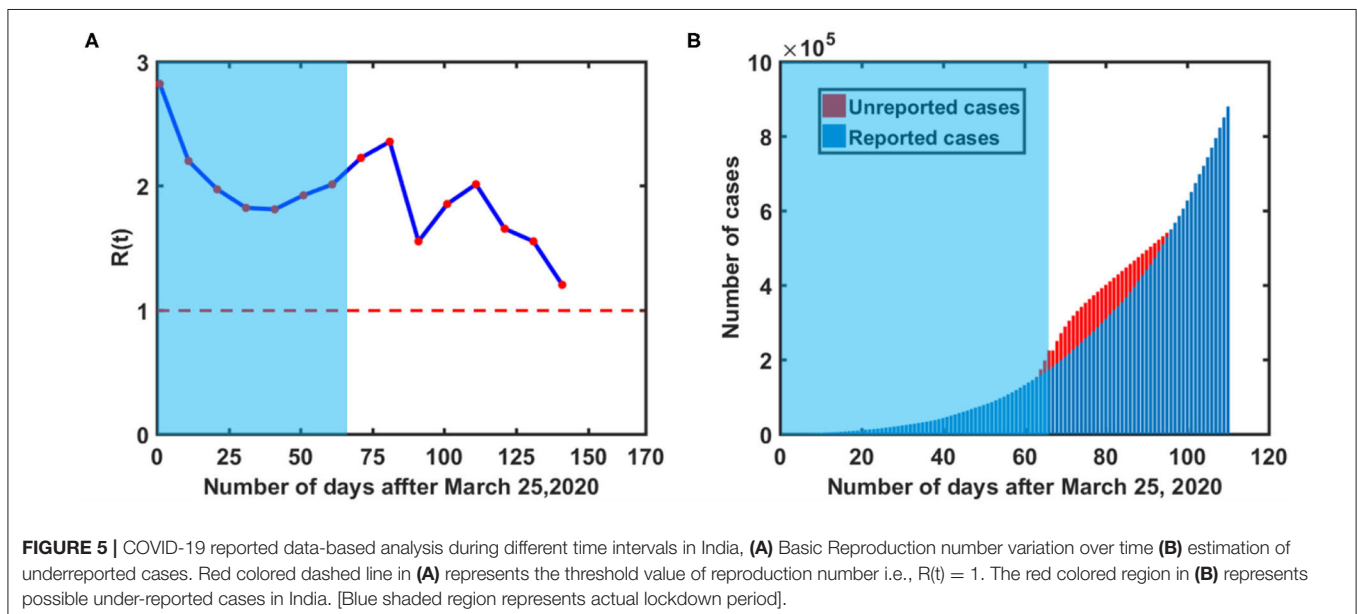 A
3
2
1
0
R(t)
0 25 50 75 100 125 150 170
Number of days affter March 25,2020
B
×10⁵
10
8
6
4
2
0
Number of cases
Unreported cases
Reported cases
0 20 40 60 80 100 120
Number of days after March 25, 2020
FIGURE 5 | COVID-19 reported data-based analysis during different time intervals in India, (A) Basic Reproduction number variation over time (B) estimation of
underreported cases. Red colored dashed line in (A) represents the threshold value of reproduction number i.e., R(t) = 1. The red colored region in (B) represents
possible under-reported cases in India. [Blue shaded region represents actual lockdown period].